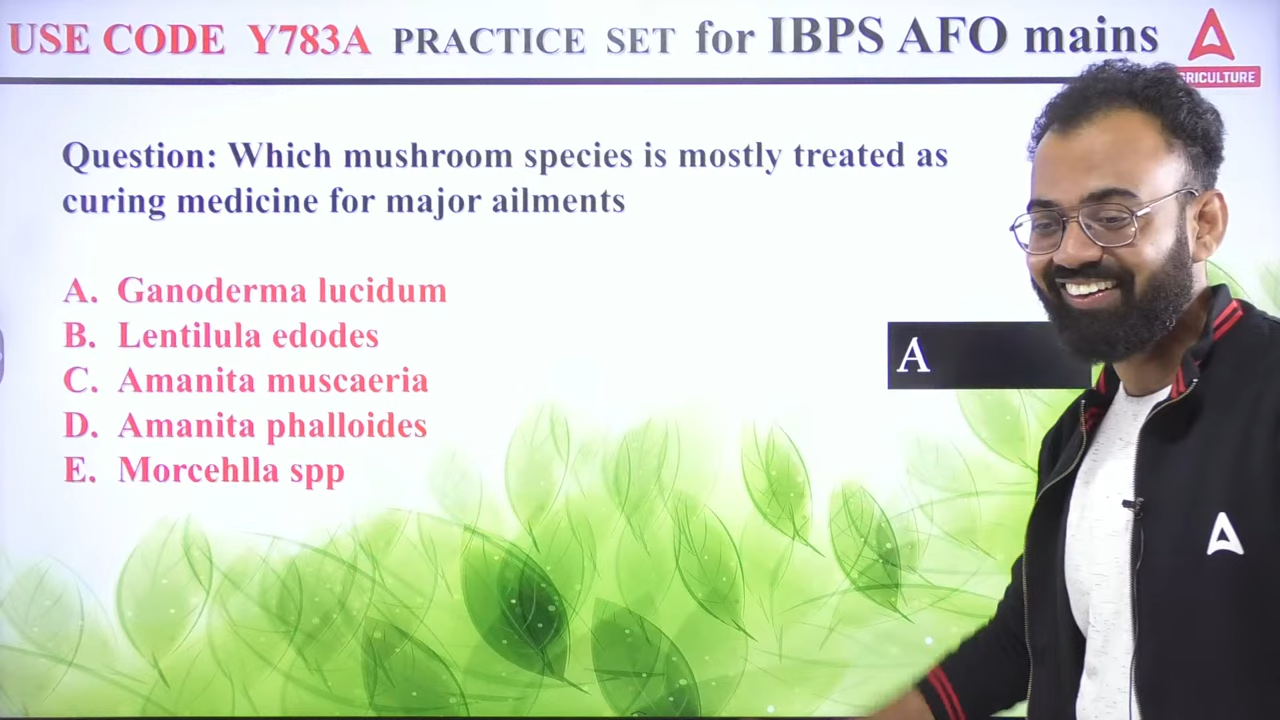 USE CODE Y783A PRACTICE SET for IBPS AFO mains
Question: Which mushroom species is mostly treated as
curing medicine for major ailments
A. Ganoderma lucidum
B. Lentilula edodes
C. Amanita muscaeria
D. Amanita phalloides
E. Morcehlla spp
A